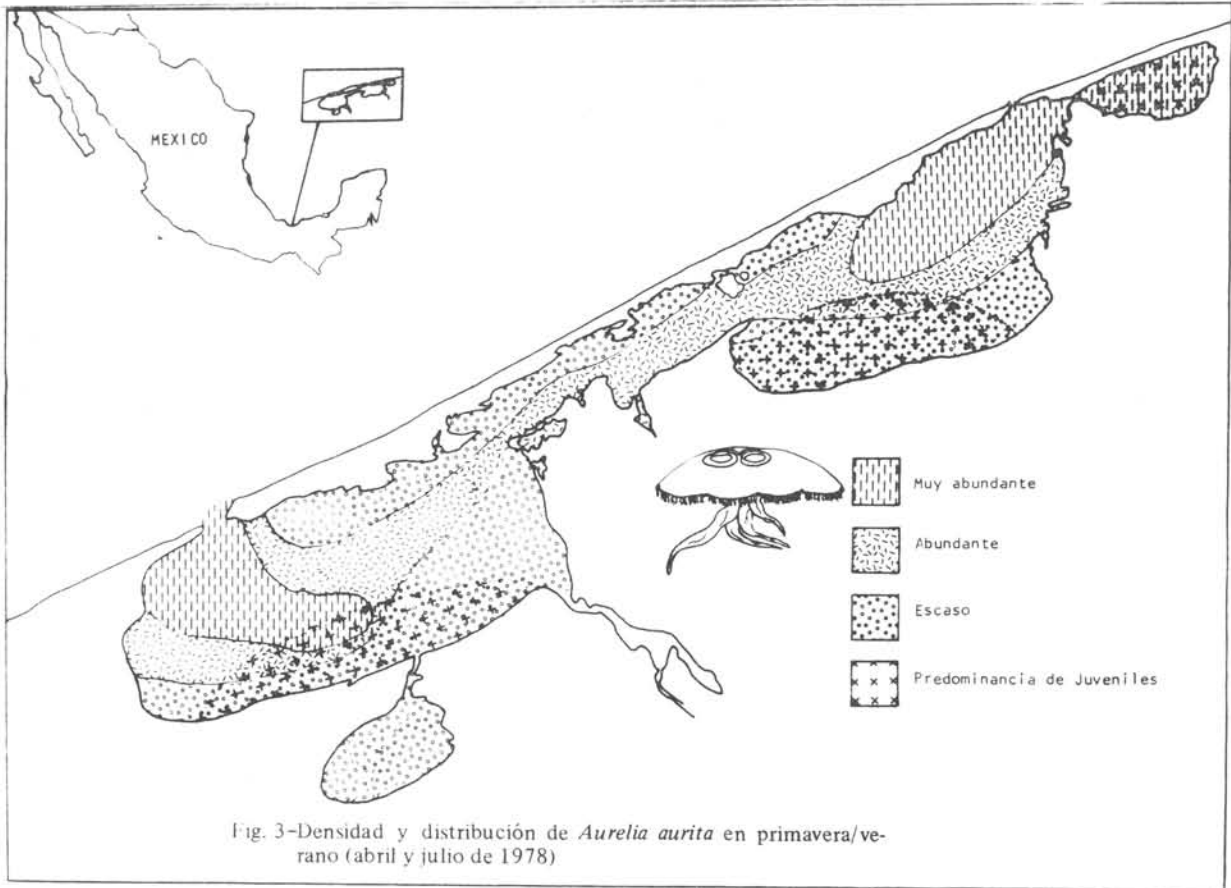 MEXICO
Muy abundante
Abundante
Escaso
Predominancia de Juveniles
Fig. 3-Densidad y distribución de Aurelia aurita en primavera/ve-
rano (abril y julio de 1978)